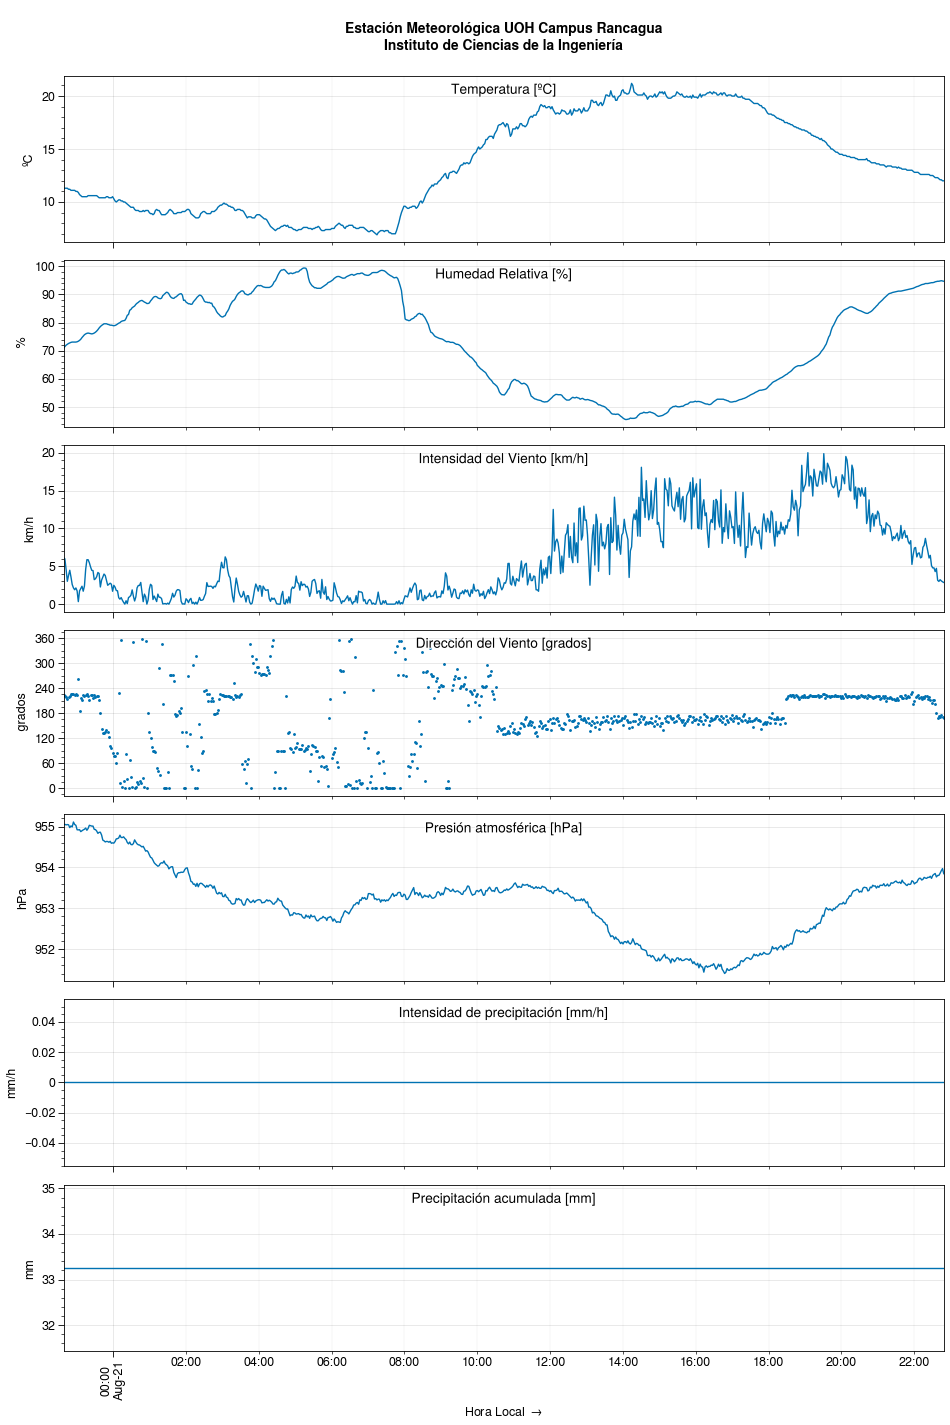 Estación Meteorológica UOH Campus Rancagua
Instituto de Ciencias de la Ingeniería
Temperatura [ºC]
ºC
20
15
10
Humedad Relativa [%]
%
100
90
80
70
60
50
Intensidad del Viento [km/h]
km/h
20
15
10
5
0
Dirección del Viento [grados]
grados
360
300
240
180
120
60
0
Presión atmosférica [hPa]
hPa
955
954
953
952
Intensidad de precipitación [mm/h]
mm/h
0.04
0.02
0
−0.02
−0.04
Precipitación acumulada [mm]
mm
35
34
33
32
00:00
Aug-21
02:00
04:00
06:00
08:00
10:00
12:00
14:00
16:00
18:00
20:00
22:00
Hora Local →